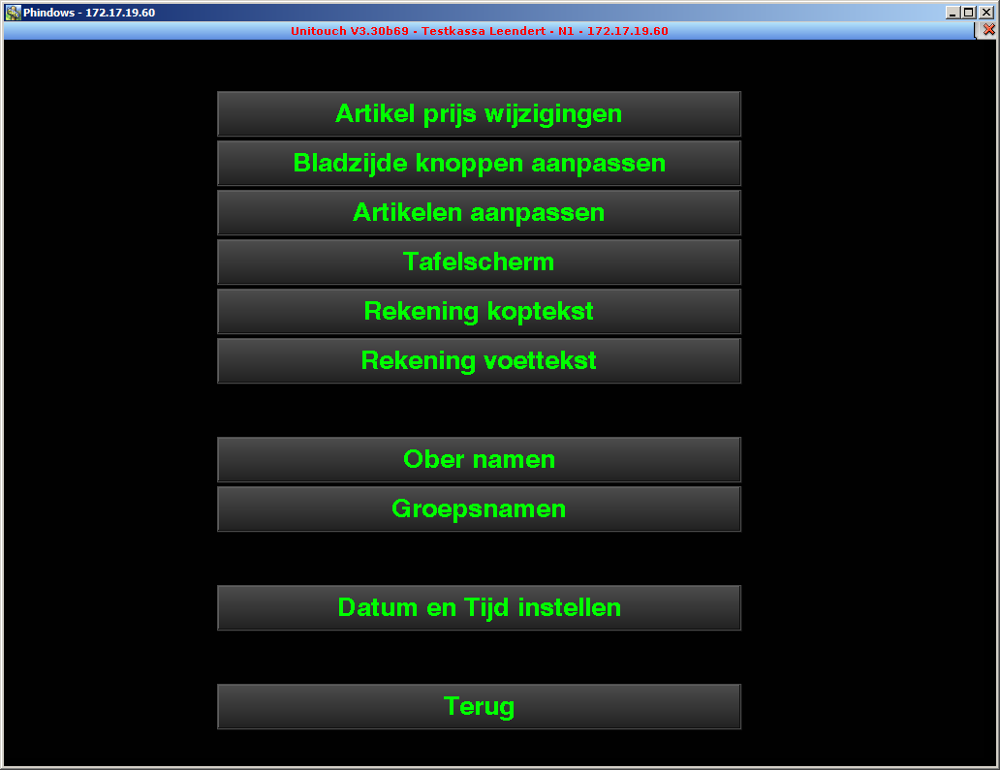 Phindows - 172.17.19.60
Unitouch V3.30b69 - Testkassa Leendert - N1 - 172.17.19.60
Artikel prijs wijzigingen
Bladzijde knoppen aanpassen
Artikelen aanpassen
Tafelscherm
Rekening koptekst
Rekening voettekst
Ober namen
Groepsnamen
Datum en Tijd instellen
Terug